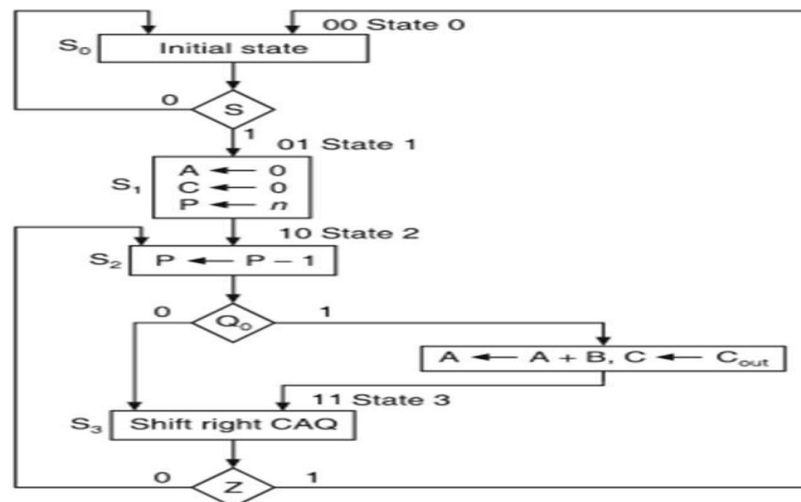 00 State 0
S₀ Initial state
0 S
1
01 State 1
A ← 0
S₁ C ← 0
P ← n
10 State 2
S₂ P ← P – 1
0 Q₀ 1
A ← A + B, C ← Cout
11 State 3
S₃ Shift right CAQ
0 Z 1